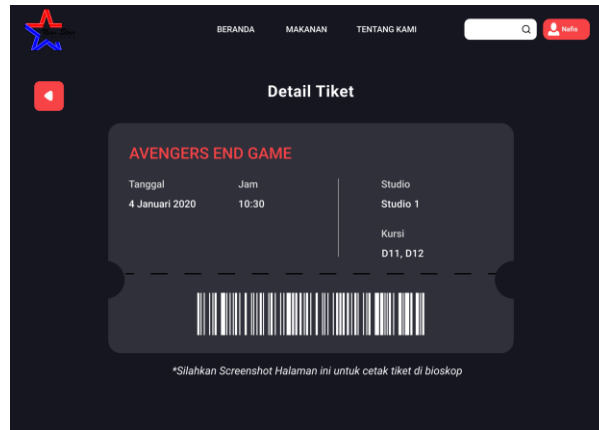 BERANDA MAKANAN TENTANG KAMI Nefis
Detail Tiket
AVENGERS END GAME
Tanggal Jam Studio
4 Januari 2020 10:30 Studio 1
Kursi
D11, D12
*Silahkan Screenshot Halaman ini untuk cetak tiket di bioskop